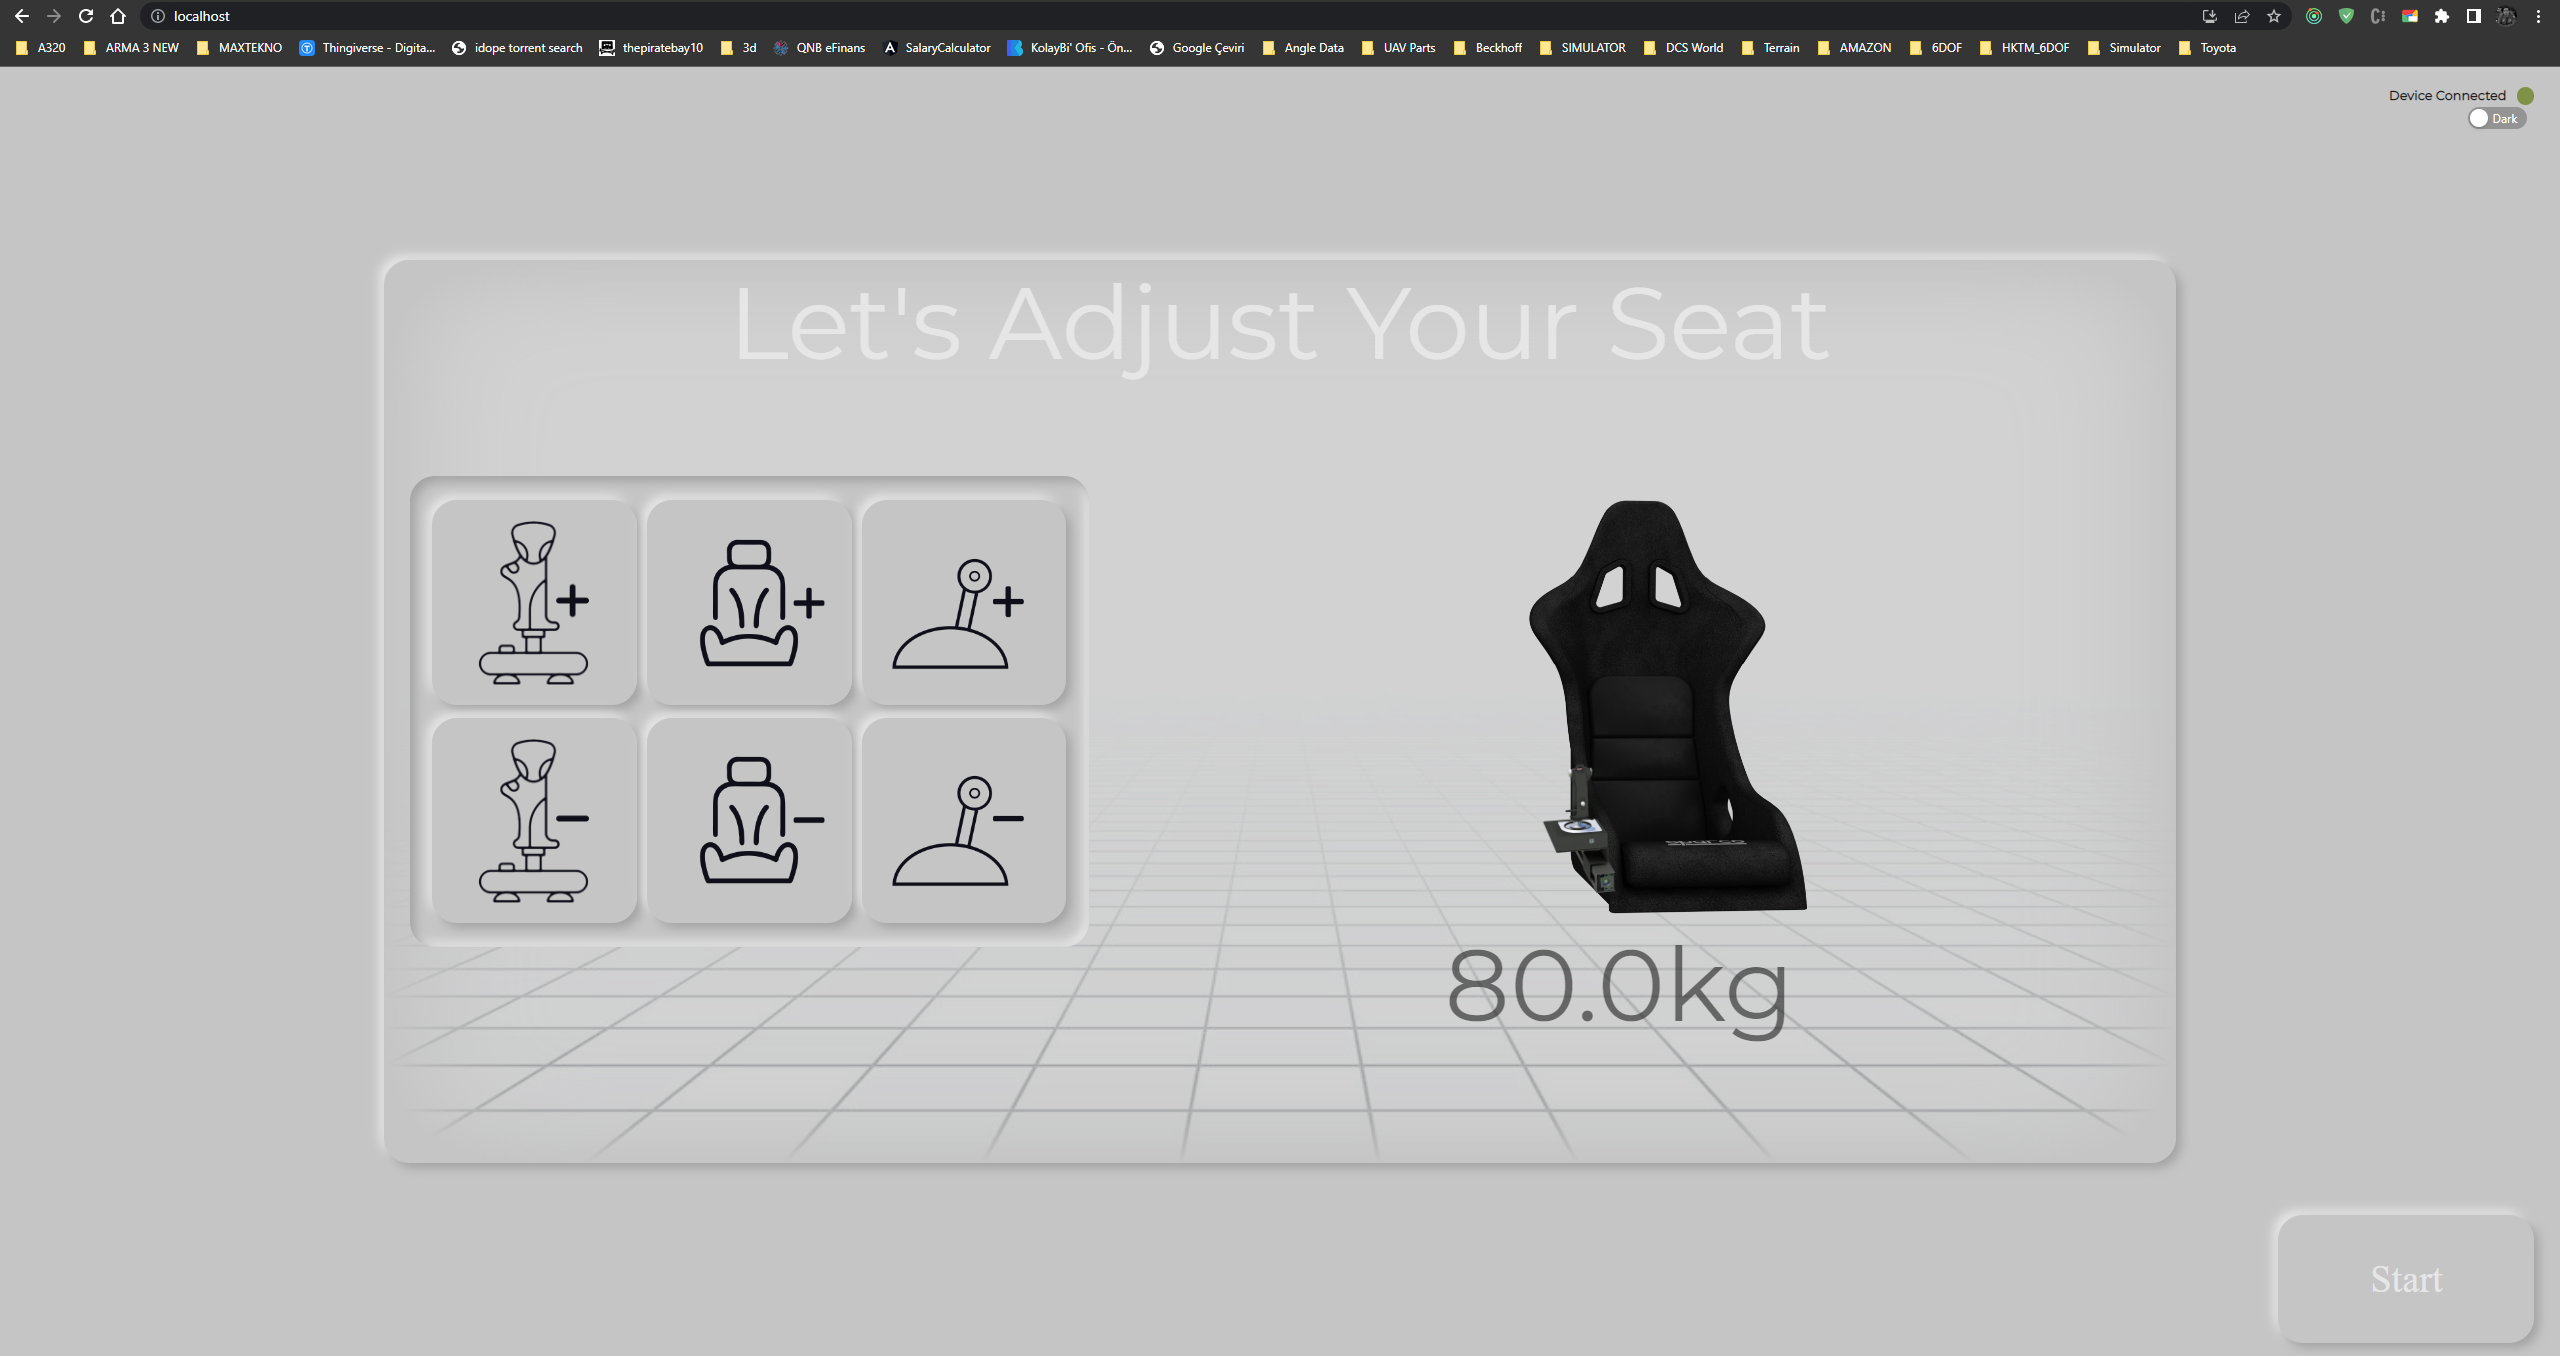 localhost
A320 ARMA 3 NEW MAXTEKNO Thingiverse - Digita... idope torrent search thepiratebay10 3d QNB eFinans SalaryCalculator KolayBi' Ofis - Ön... Google Çeviri Angle Data UAV Parts Beckhoff SIMULATOR DCS World Terrain AMAZON 6DOF HKTM_6DOF Simulator Toyota
Device Connected
Dark
Let's Adjust Your Seat
sparco
80.0kg
Start